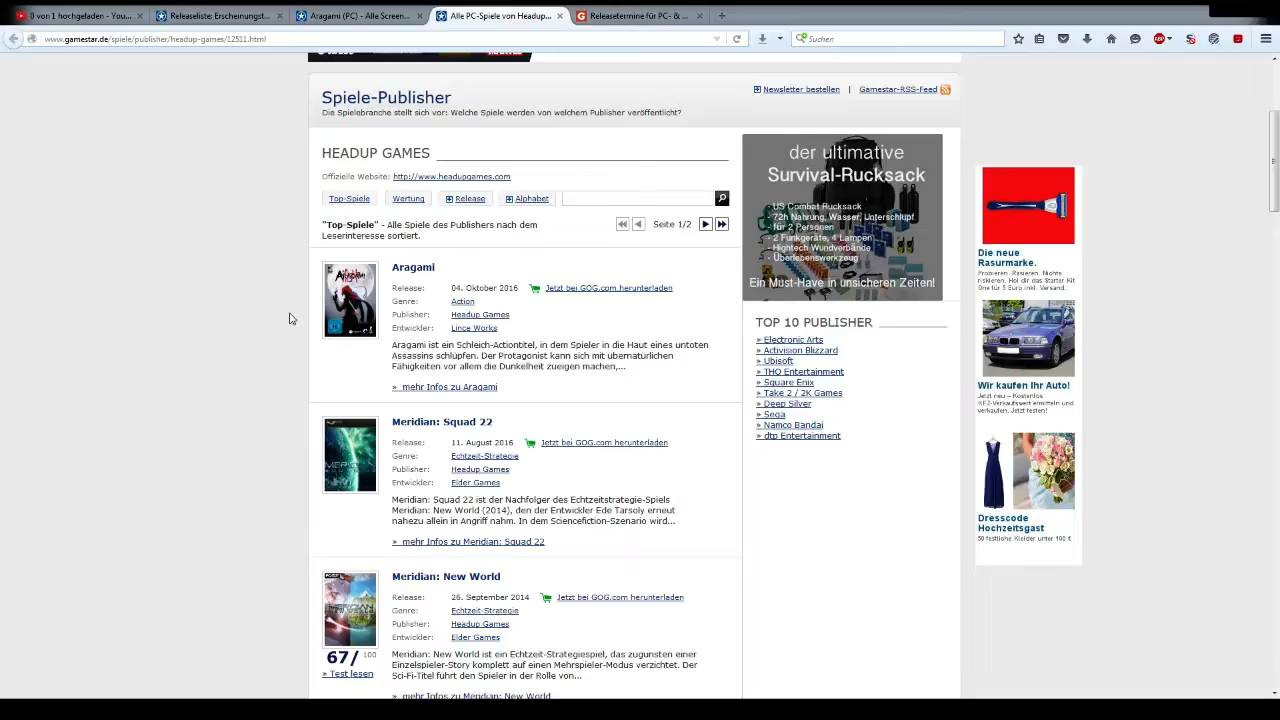 0 von 1 hochgeladen - You...
Releaseliste: Erscheinungst...
Aragami (PC) - Alle Screen...
Alle PC-Spiele von Headup...
Releasetermine für PC- & ...
www.gamestar.de/spiele/publisher/headup-games/12511.html
Suchen
Spiele-Publisher
Die Spielebranche stellt sich vor: Welche Spiele werden von welchem Publisher veröffentlicht?
Newsletter bestellen | Gamestar-RSS-Feed
HEADUP GAMES
Offizielle Website: http://www.headupgames.com
Top-Spiele Wertung Release Alphabet
"Top-Spiele" - Alle Spiele des Publishers nach dem
Leserinteresse sortiert.
Seite 1/2
Aragami
Release: 04. Oktober 2016 Jetzt bei GOG.com herunterladen
Genre: Action
Publisher: Headup Games
Entwickler: Lince Works
Aragami ist ein Schleich-Actiontitel, in dem Spieler in die Haut eines untoten
Assassins schlüpfen. Der Protagonist kann sich mit übernatürlichen
Fähigkeiten vor allem die Dunkelheit zueigen machen,...
» mehr Infos zu Aragami
Meridian: Squad 22
Release: 11. August 2016 Jetzt bei GOG.com herunterladen
Genre: Echtzeit-Strategie
Publisher: Headup Games
Entwickler: Elder Games
Meridian: Squad 22 ist der Nachfolger des Echtzeitstrategie-Spiels
Meridian: New World (2014), den der Entwickler Ede Tarsoly erneut
nahezu allein in Angriff nahm. In dem Sciencefiction-Szenario wird...
» mehr Infos zu Meridian: Squad 22
Meridian: New World
Release: 26. September 2014 Jetzt bei GOG.com herunterladen
Genre: Echtzeit-Strategie
Publisher: Headup Games
Entwickler: Elder Games
67/ 100
» Test lesen
Meridian: New World ist ein Echtzeit-Strategiespiel, das zugunsten einer
Einzelspieler-Story komplett auf einen Mehrspieler-Modus verzichtet. Der
Sci-Fi-Titel führt den Spieler in der Rolle von...
» mehr Infos zu Meridian: New World
der ultimative
Survival-Rucksack
- US Combat Rucksack
- 72h Nahrung, Wasser, Unterschlupf
- für 2 Personen
- 2 Funkgeräte, 4 Lampen
- Hightech Wundverbände
- Überlebenswerkzeug
Ein Must-Have in unsicheren Zeiten!
TOP 10 PUBLISHER
» Electronic Arts
» Activision Blizzard
» Ubisoft
» THQ Entertainment
» Square Enix
» Take 2 / 2K Games
» Deep Silver
» Sega
» Namco Bandai
» dtp Entertainment
Die neue
Rasurmarke.
Probieren. Rasieren. Nichts
riskieren. Hol dir das Starter Kit
One für 5 Euro inkl. Versand.
Wir kaufen Ihr Auto!
Jetzt neu – Kostenlos
KFZ-Verkaufswert ermitteln und
verkaufen. Jetzt testen!
Dresscode
Hochzeitsgast
50 festliche Kleider unter 100 €